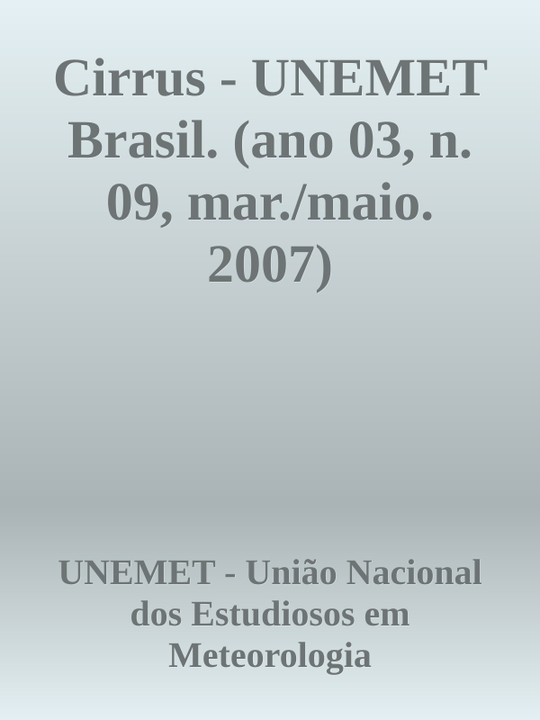 Cirrus - UNEMET
Brasil. (ano 03, n.
09, mar./maio.
2007)
UNEMET - União Nacional
dos Estudiosos em
Meteorologia